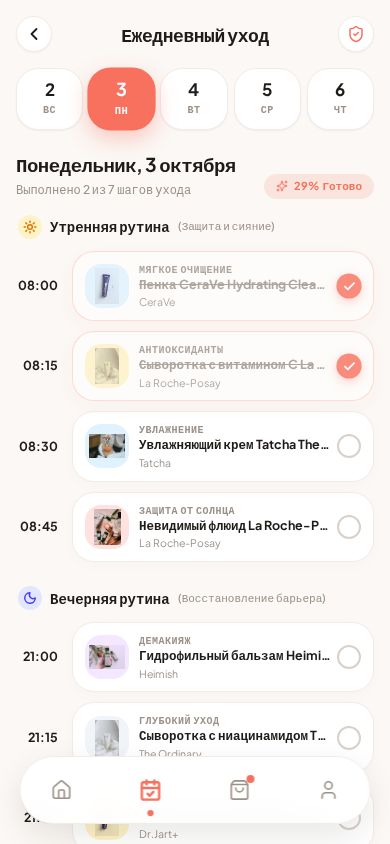 Ежедневный уход
2 3 4 5 6
ВС ПН ВТ СР ЧТ
Понедельник, 3 октября
Выполнено 2 из 7 шагов ухода
29% Готово
Утренняя рутина (Защита и сияние)
08:00
МЯГКОЕ ОЧИЩЕНИЕ
Пенка CeraVe Hydrating Clea...
CeraVe
08:15
АНТИОКСИДАНТЫ
Сыворотка с витамином C La ...
La Roche-Posay
08:30
УВЛАЖНЕНИЕ
Увлажняющий крем Tatcha The...
Tatcha
08:45
ЗАЩИТА ОТ СОЛНЦА
Невидимый флюид La Roche-P...
La Roche-Posay
Вечерняя рутина (Восстановление барьера)
21:00
ДЕМАКИЯЖ
Гидрофильный бальзам Heimi...
Heimish
21:15
ГЛУБОКИЙ УХОД
Сыворотка с ниацинамидом T...
The Ordinary
Dr.Jart+